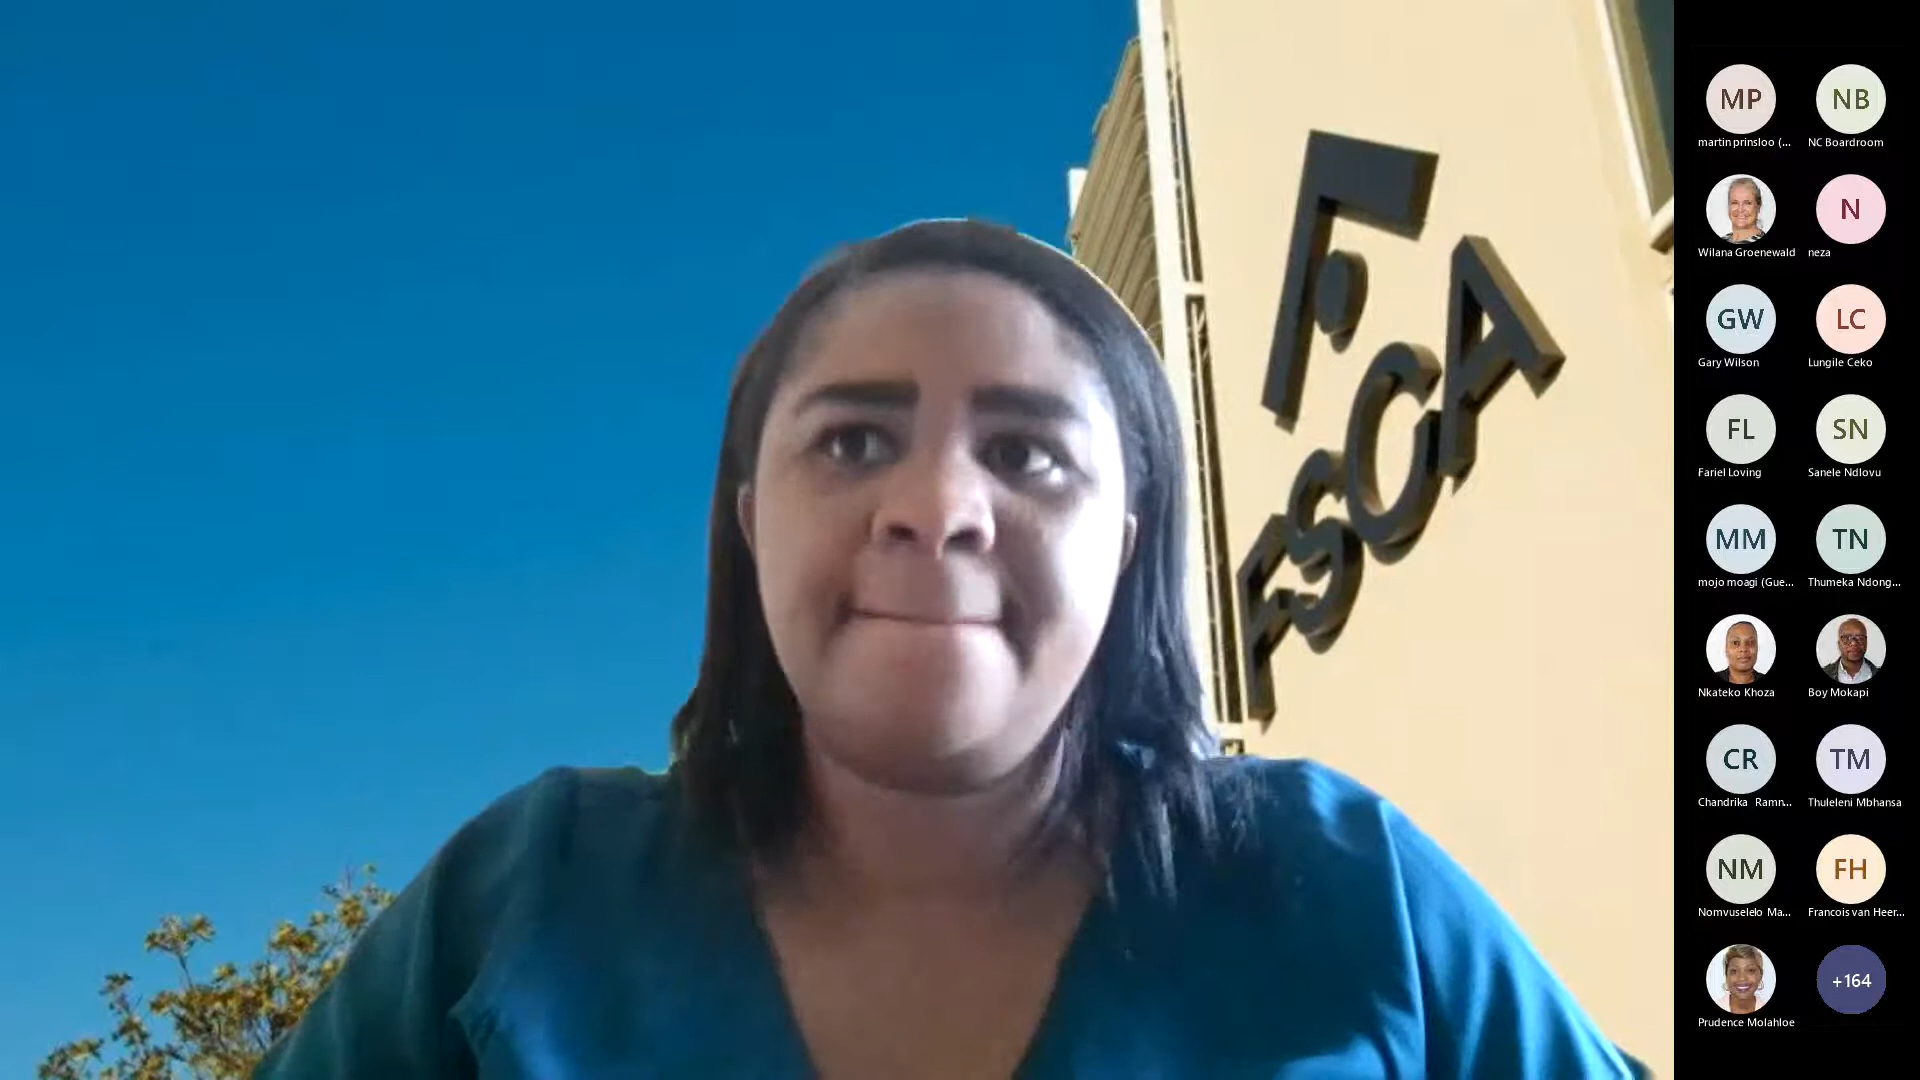 FSCA
MP
NB
martin prinsloo (...
NC Boardroom
N
Wilana Groenewald
neza
GW
LC
Gary Wilson
Lungile Ceko
FL
SN
Fariel Loving
Sanele Ndlovu
MM
TN
mojo moagi (Gue...
Thumeka Ndong...
Nkateko Khoza
Boy Mokapi
CR
TM
Chandrika Ramn...
Thuleleni Mbhansa
NM
FH
Nomvuselelo Ma...
Francois van Heer...
+164
Prudence Molahloe